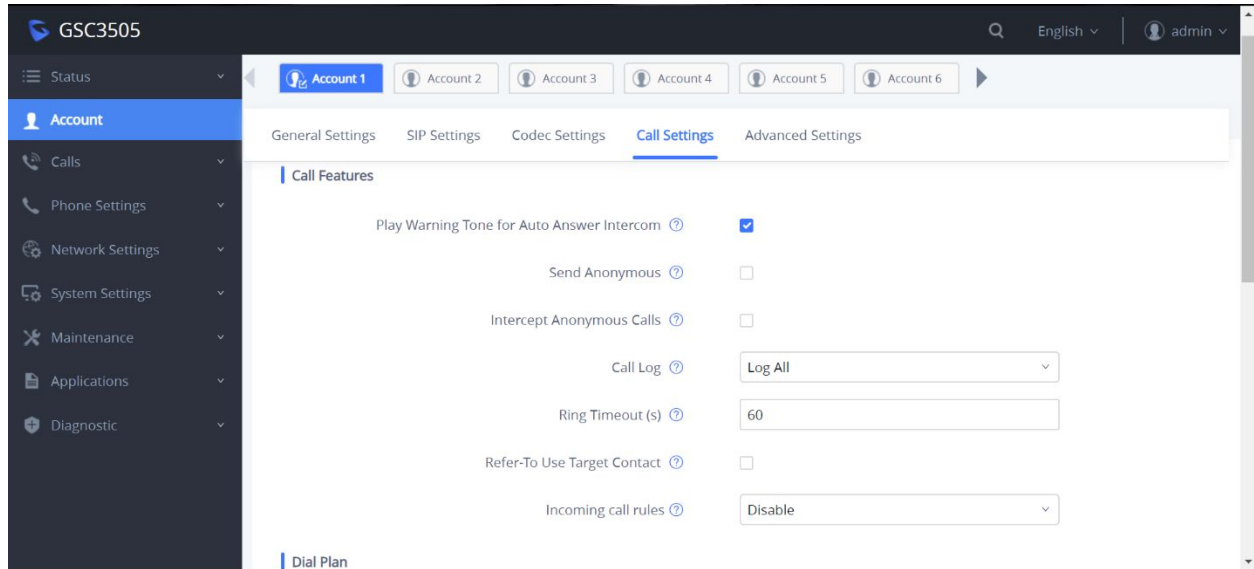 GSC3505
English
admin
Status
Account
Calls
Phone Settings
Network Settings
System Settings
Maintenance
Applications
Diagnostic
Account 1 Account 2 Account 3 Account 4 Account 5 Account 6
General Settings SIP Settings Codec Settings Call Settings Advanced Settings
Call Features
Play Warning Tone for Auto Answer Intercom ?
Send Anonymous ?
Intercept Anonymous Calls ?
Call Log ? Log All
Ring Timeout (s) ? 60
Refer-To Use Target Contact ?
Incoming call rules ? Disable
Dial Plan